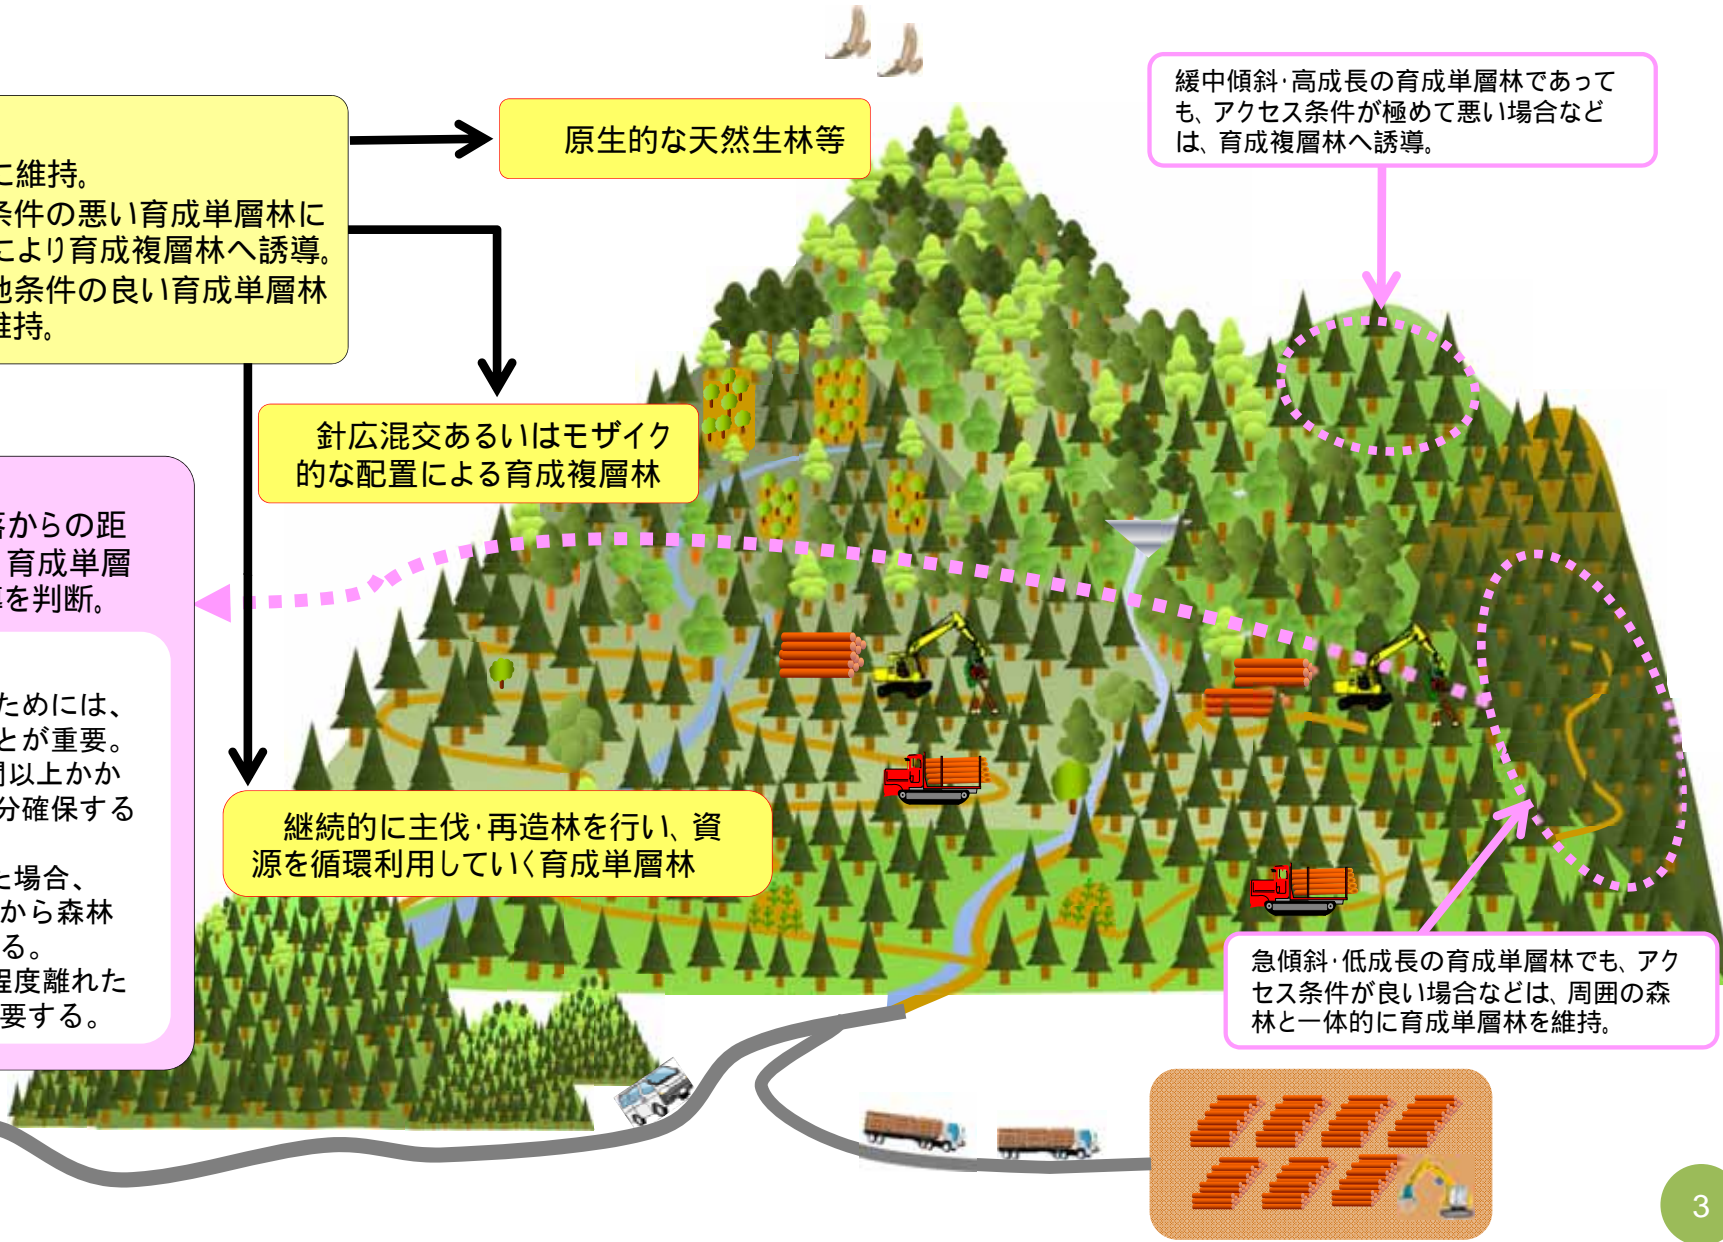 に維持。
条件の悪い育成単層林に
により育成複層林へ誘導。
地条件の良い育成単層林
維持。
原生的な天然生林等
緩中傾斜・高成長の育成単層林であって
も、アクセス条件が極めて悪い場合など
は、育成複層林へ誘導。
針広混交あるいはモザイク
的な配置による育成複層林
落からの距
育成単層
を判断。
ためには、
とが重要。
間以上かか
分確保する
た場合、
から森林
る。
程度離れた
要する。
継続的に主伐・再造林を行い、資
源を循環利用していく育成単層林
急傾斜・低成長の育成単層林でも、アク
セス条件が良い場合などは、周囲の森
林と一体的に育成単層林を維持。
3